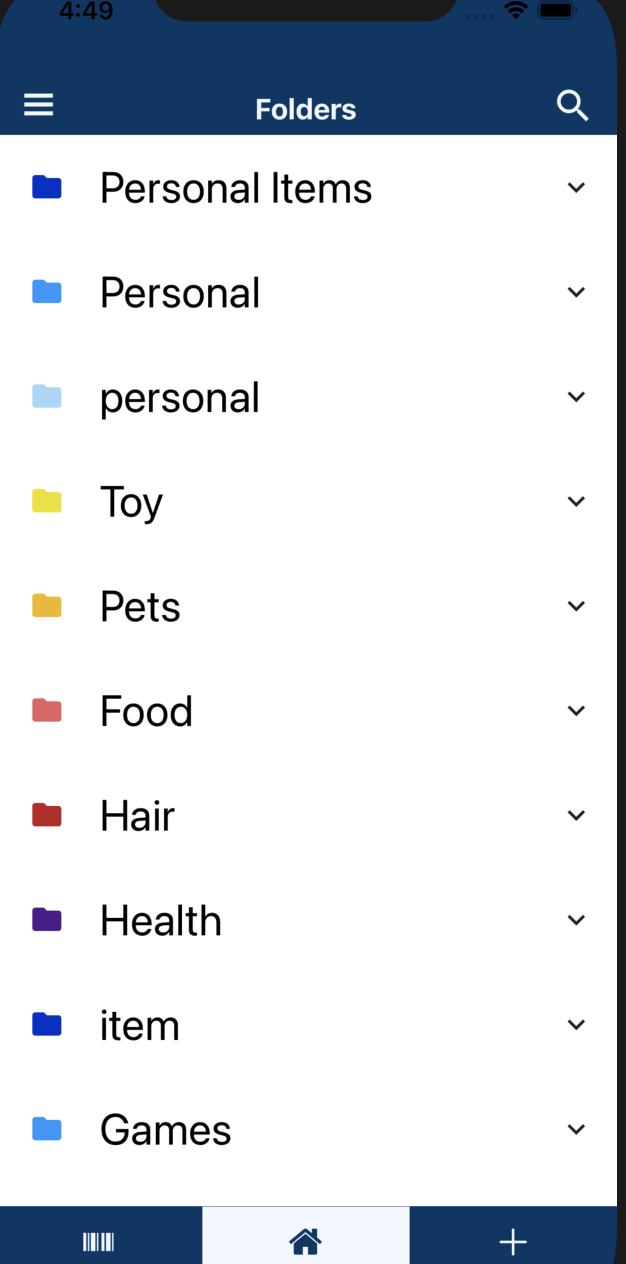 4:49
Folders
Personal Items
Personal
personal
Toy
Pets
Food
Hair
Health
item
Games